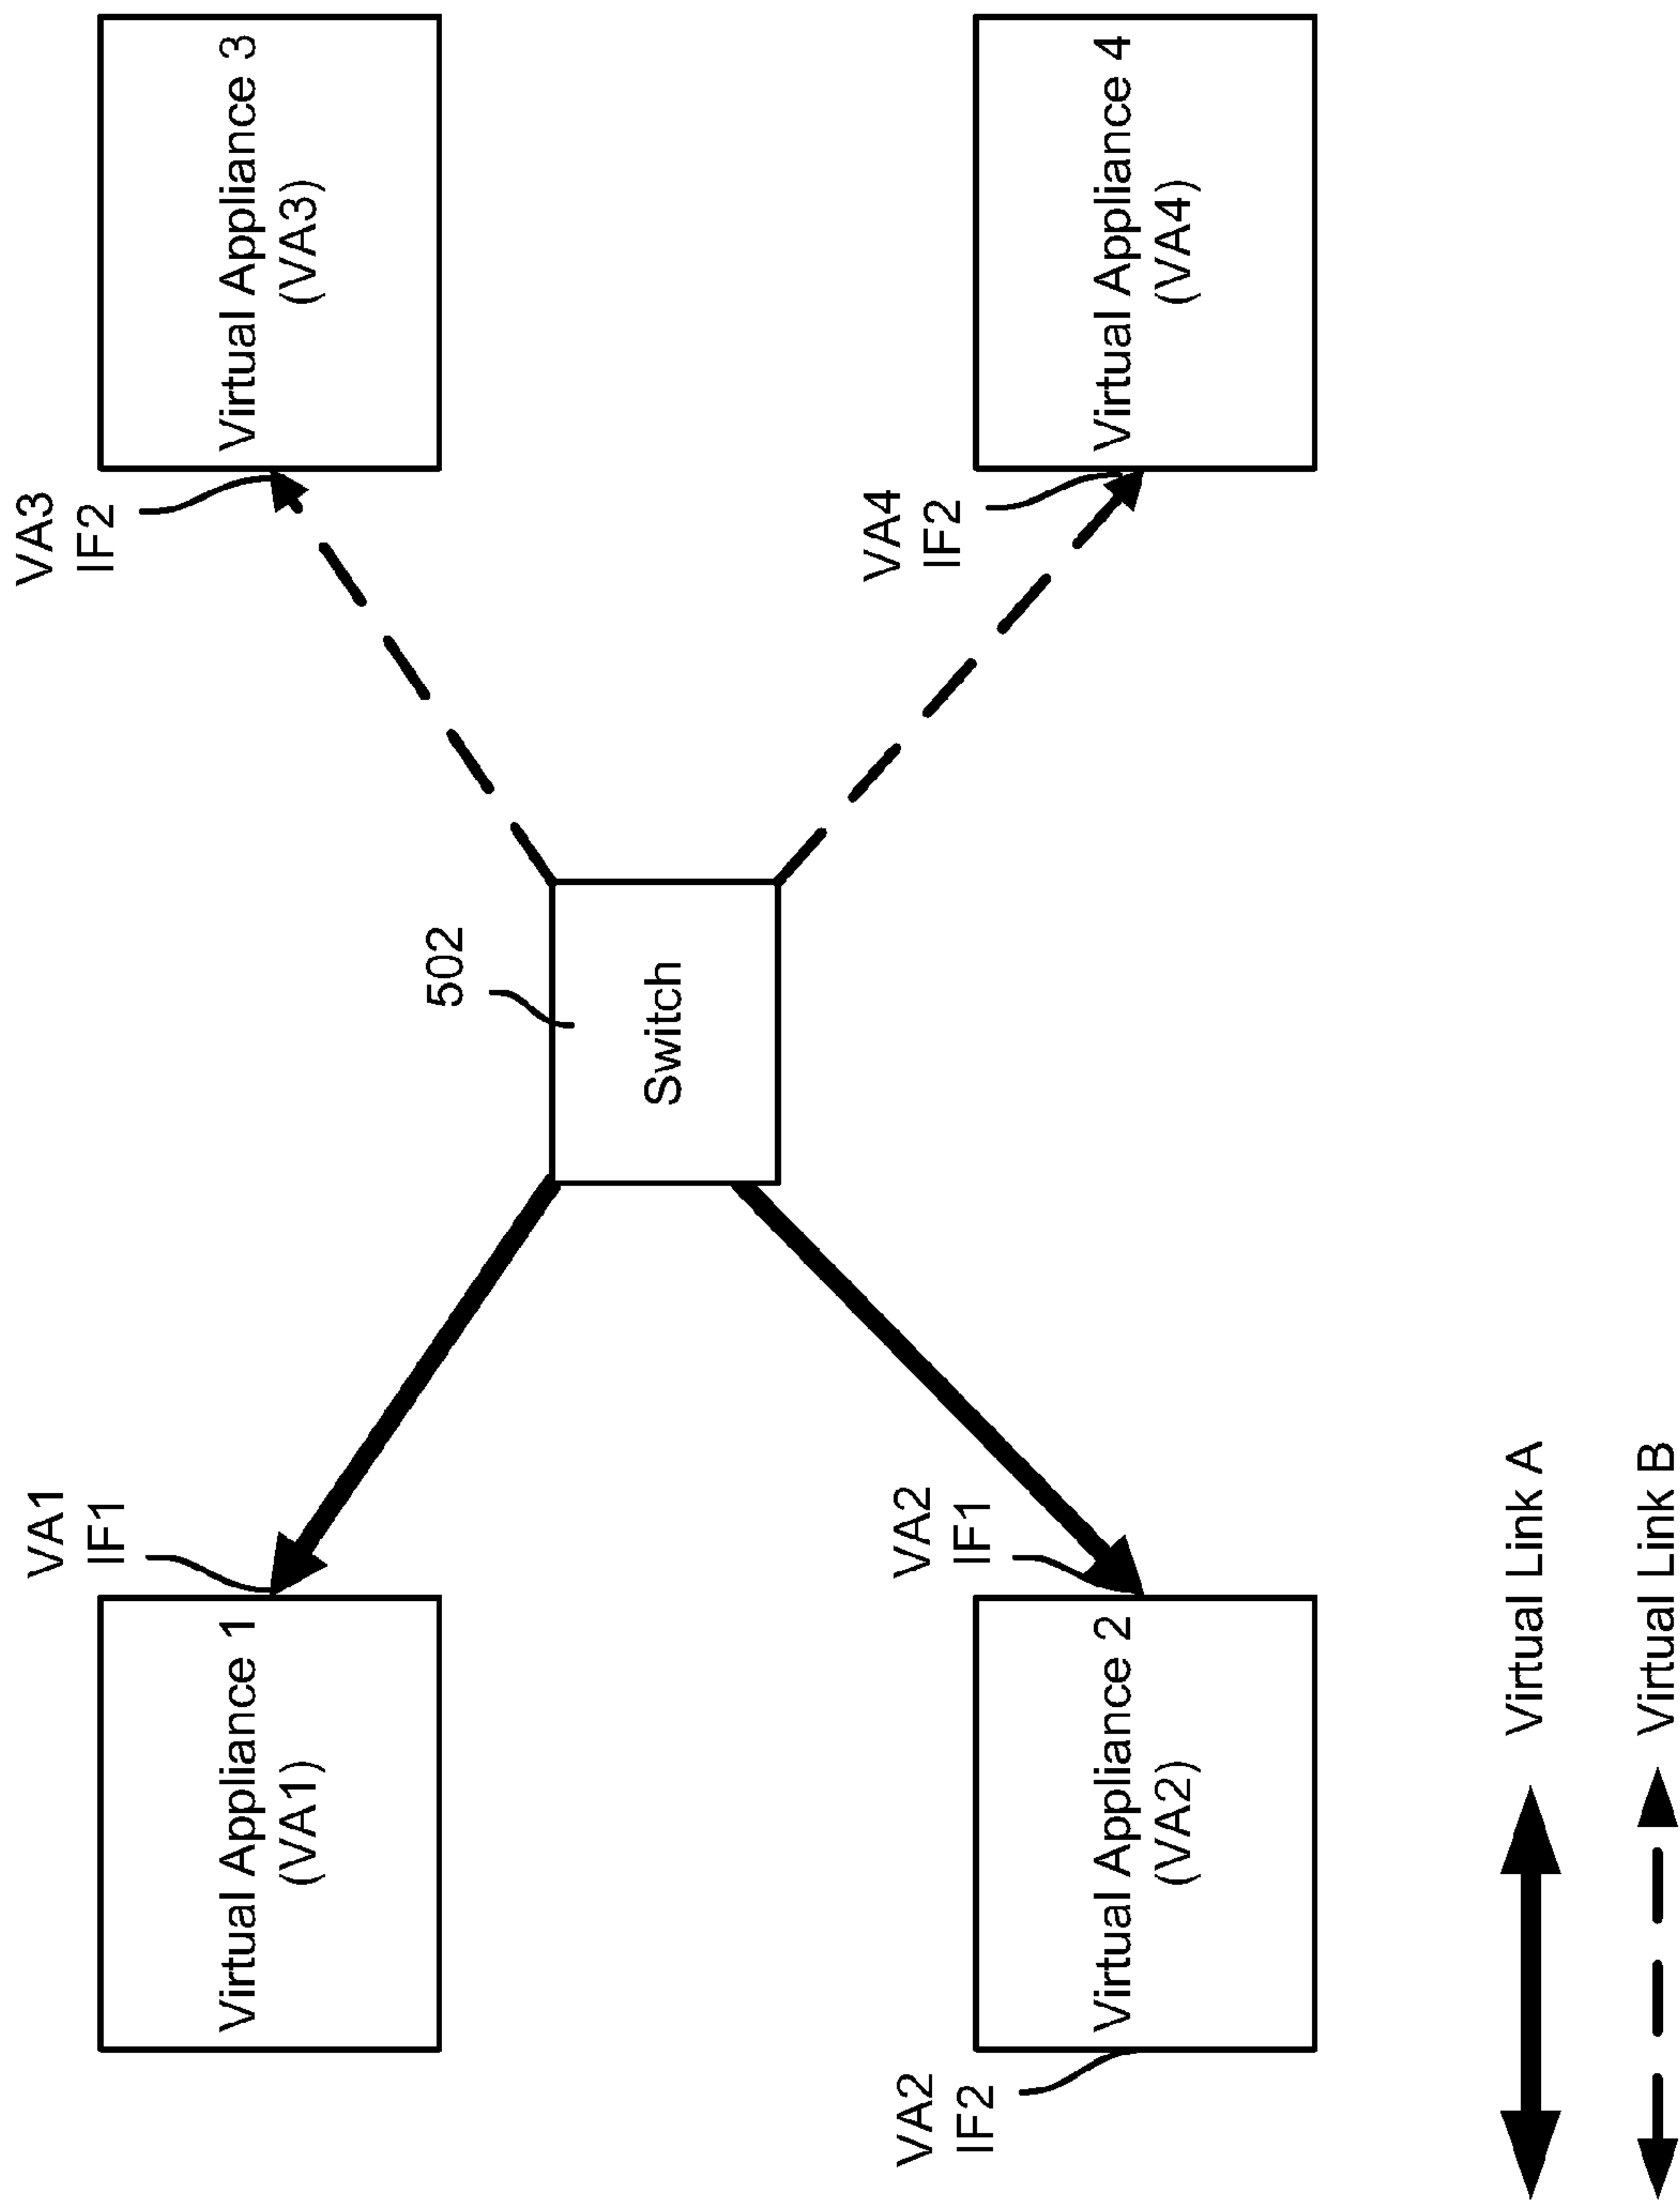 VA1
IF1
Virtual Appliance 1
(VA1)
VA3
IF2
Virtual Appliance 3
(VA3)
502
Switch
VA2
IF2
VA2
IF1
Virtual Appliance 2
(VA2)
VA4
IF2
Virtual Appliance 4
(VA4)
Virtual Link A
Virtual Link B